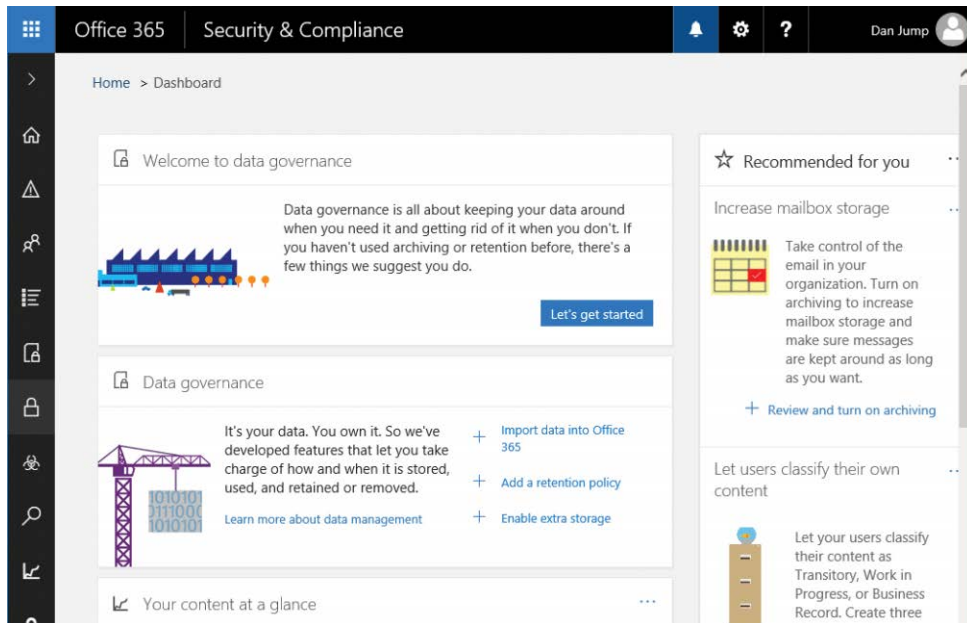 Office 365
Security & Compliance
?
Dan Jump
Home > Dashboard
Welcome to data governance
Data governance is all about keeping your data around
when you need it and getting rid of it when you don't. If
you haven't used archiving or retention before, there's a
few things we suggest you do.
Let's get started
Data governance
It's your data. You own it. So we've
developed features that let you take
charge of how and when it is stored,
used, and retained or removed.
Learn more about data management
1010101
0111000
1010101
+ Import data into Office
365
+ Add a retention policy
+ Enable extra storage
Your content at a glance
...
Recommended for you
Increase mailbox storage
Take control of the
email in your
organization. Turn on
archiving to increase
mailbox storage and
make sure messages
are kept around as long
as you want.
+ Review and turn on archiving
Let users classify their own
content
Let your users classify
their content as
Transitory, Work in
Progress, or Business
Record. Create three